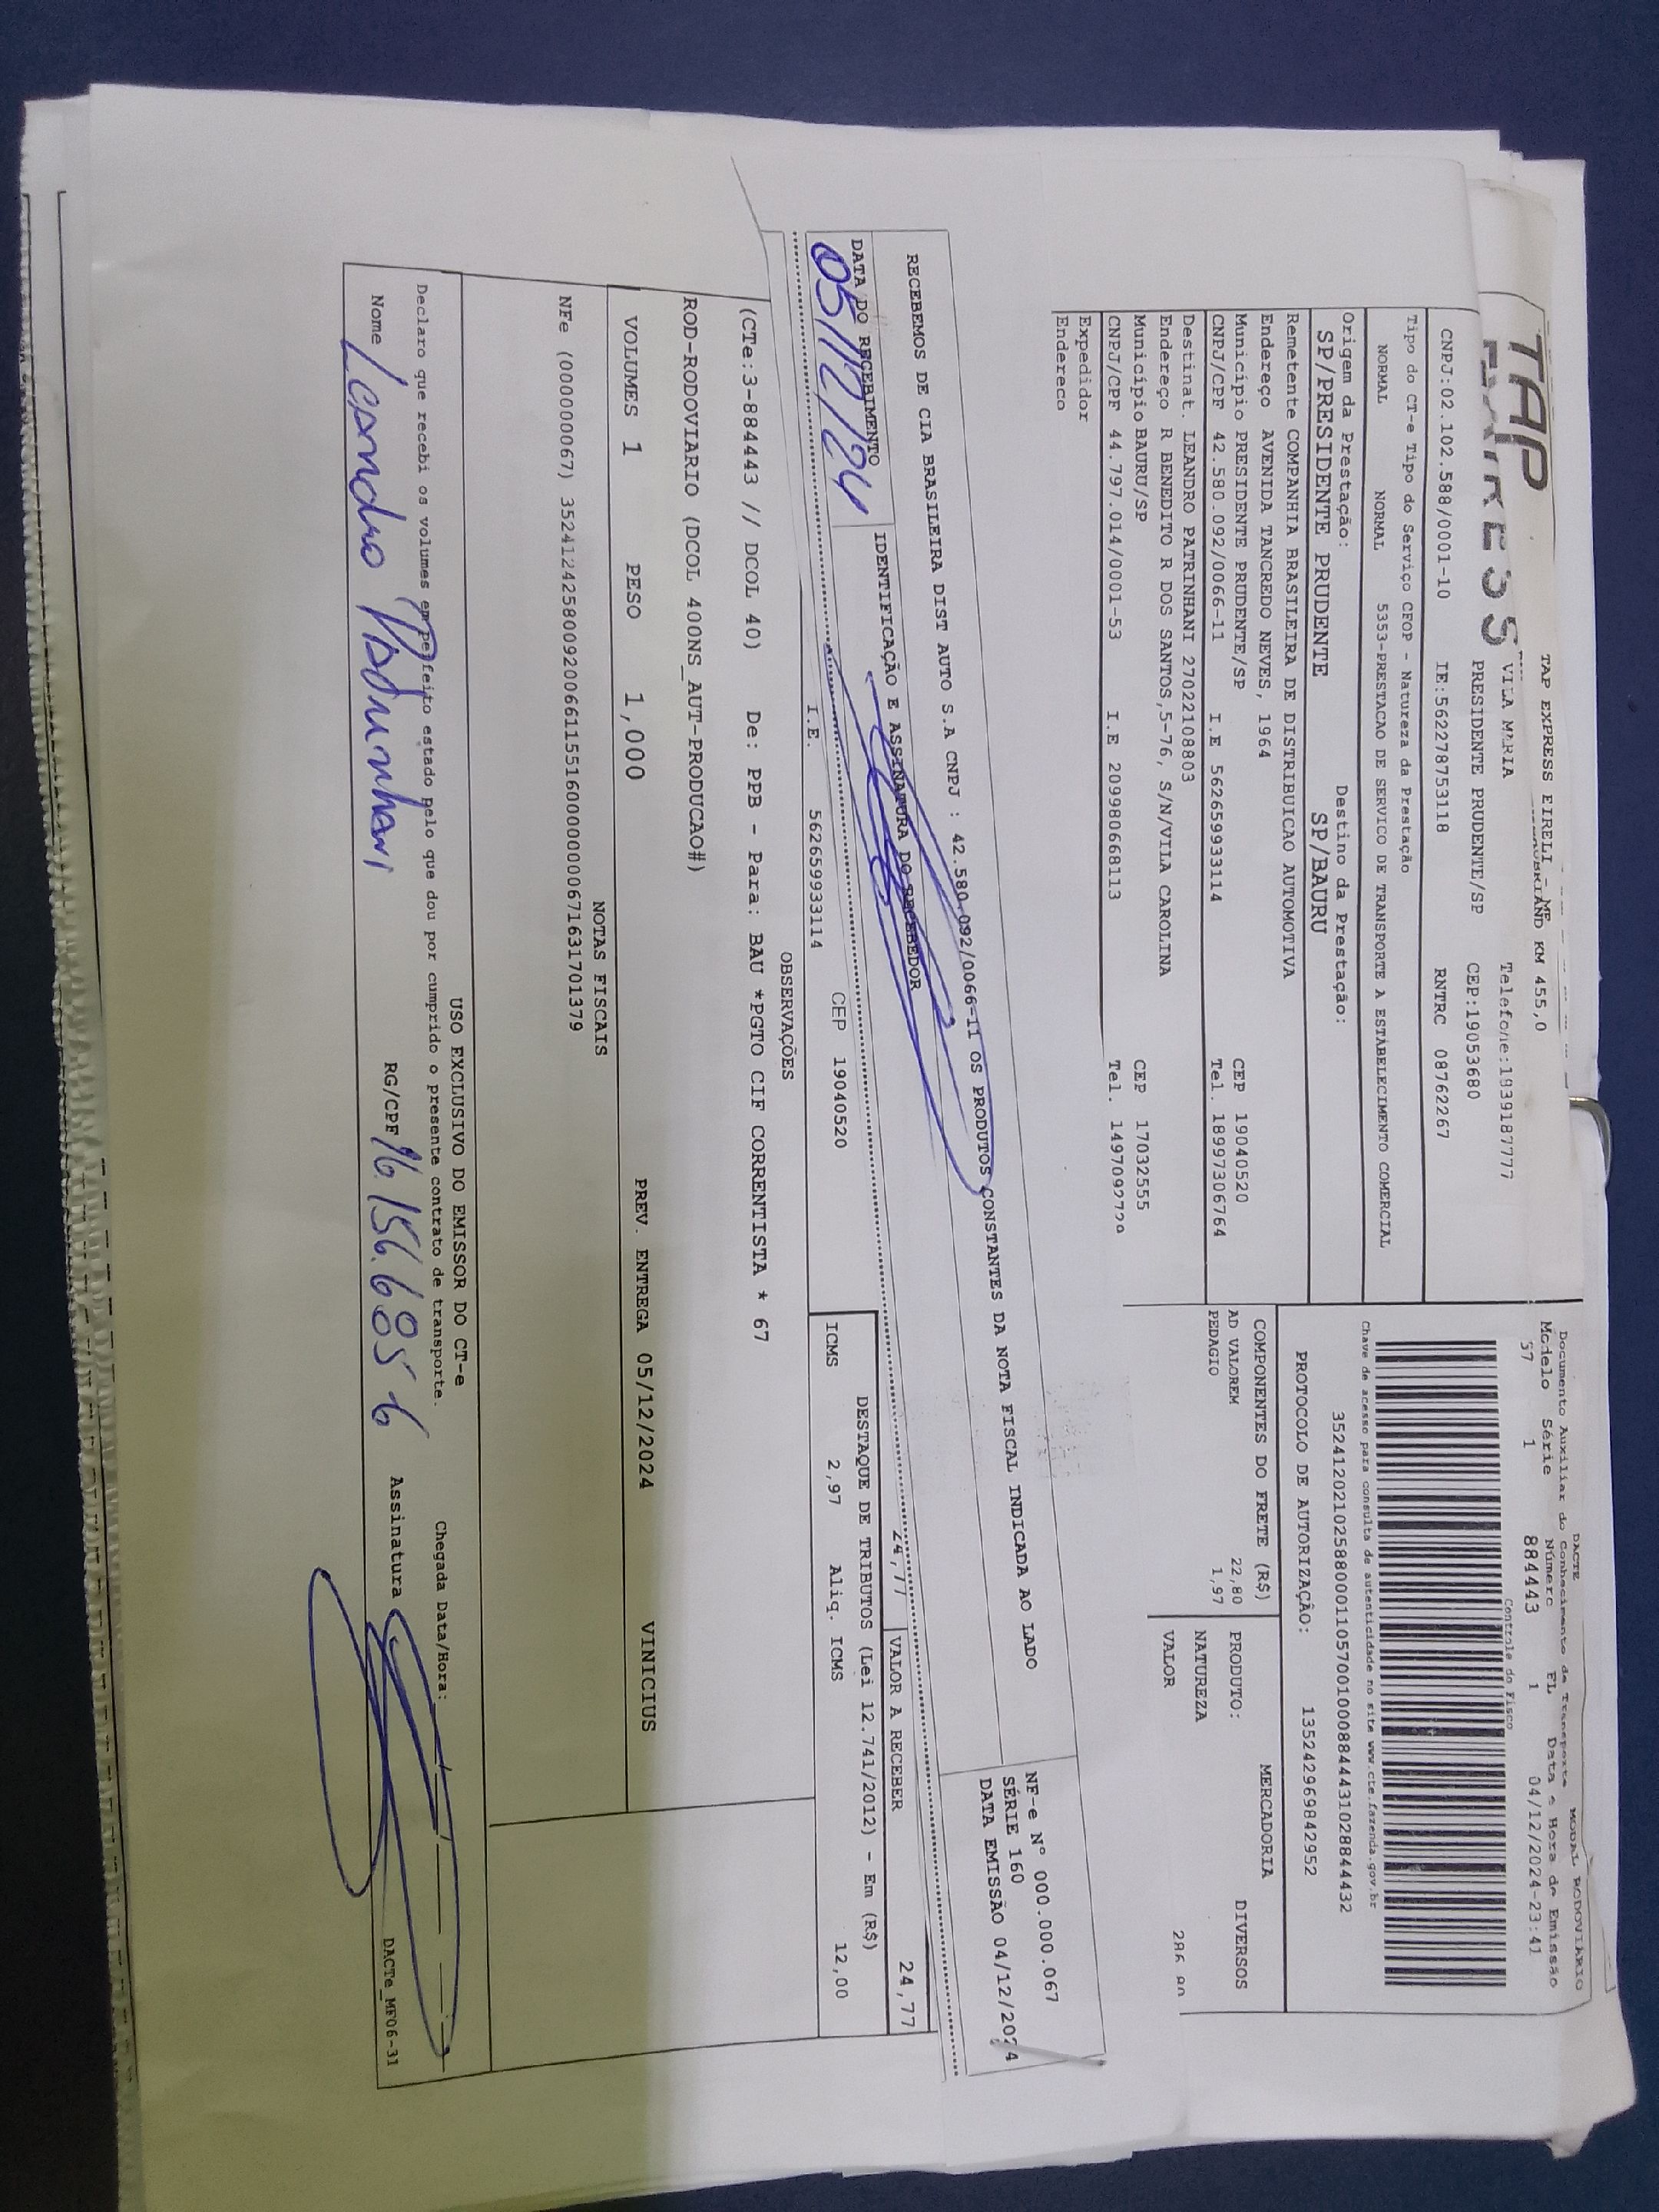 TAP
EXPRESS
TAP EXPRESS EIRELI - ME
KM 455,0
VILA MARIA Telefone:1839187777
PRESIDENTE PRUDENTE/SP CEP:19053680
CNPJ:02.102.588/0001-10 IE:562278753118 RNTRC 08762267
Tipo do CT-e Tipo do Serviço CFOP - Natureza da Prestação
NORMAL NORMAL 5353-PRESTACAO DE SERVICO DE TRANSPORTE A ESTABELECIMENTO COMERCIAL
Origem da Prestação: Destino da Prestação:
SP/PRESIDENTE PRUDENTE SP/BAURU
Remetente COMPANHIA BRASILEIRA DE DISTRIBUICAO AUTOMOTIVA
Endereço AVENIDA TANCREDO NEVES, 1964
Município PRESIDENTE PRUDENTE/SP CEP 19040520
CNPJ/CPF 42.580.092/0066-11 I.E 562659933114 Tel. 18997306764
Destinat. LEANDRO PATRINHANI 27022108803
Endereço R BENEDITO R DOS SANTOS,5-76, S/N/VILA CAROLINA
Município BAURU/SP CEP 17032555
CNPJ/CPF 44.797.014/0001-53 I.E 209980668113 Tel. 1497092729
Expedidor
Endereco
DACTE MODAL RODOVIÁRIO
Documento Auxiliar do Conhecimento de Transporte
Modelo Série Número FL Data e Hora de Emissão
57 1 884443 1 04/12/2024-23:41
Controle do Fisco
Chave de acesso para consulta de autenticidade no site www.cte.fazenda.gov.br
35241202102588000110570010008844431028844432
PROTOCOLO DE AUTORIZAÇÃO: 135242969842952
COMPONENTES DO FRETE (R$)
AD VALOREM 22,80
PEDAGIO 1,97
MERCADORIA
PRODUTO: DIVERSOS
NATUREZA
VALOR 286,80
RECEBEMOS DE CIA BRASILEIRA DIST AUTO S.A CNPJ : 42.580.092/0066-11 OS PRODUTOS CONSTANTES DA NOTA FISCAL INDICADA AO LADO
NF-e Nº 000.000.067
SÉRIE 160
DATA EMISSÃO 04/12/2024
DATA DO RECEBIMENTO IDENTIFICAÇÃO E ASSINATURA DO RECEBEDOR
05/12/24
24,77 VALOR A RECEBER 24,77
I.E. 562659933114 CEP 19040520
DESTAQUE DE TRIBUTOS (Lei 12.741/2012) - Em (R$)
ICMS 2,97 Aliq. ICMS 12,00
OBSERVAÇÕES
(CTe:3-884443 // DCOL 40) De: PPB - Para: BAU *PGTO CIF CORRENTISTA * 67
ROD-RODOVIARIO (DCOL 400NS_AUT-PRODUCAO#)
VOLUMES 1 PESO 1,000 PREV. ENTREGA 05/12/2024 VINICIUS
NOTAS FISCAIS
NFe (000000067) 35241242580092006611551600000000671631701379
USO EXCLUSIVO DO EMISSOR DO CT-e
Declaro que recebi os volumes em perfeito estado pelo que dou por cumprido o presente contrato de transporte. Chegada Data/Hora:
Nome Leandro Patrinhani RG/CPF Assinatura
DACTe_MF06-31